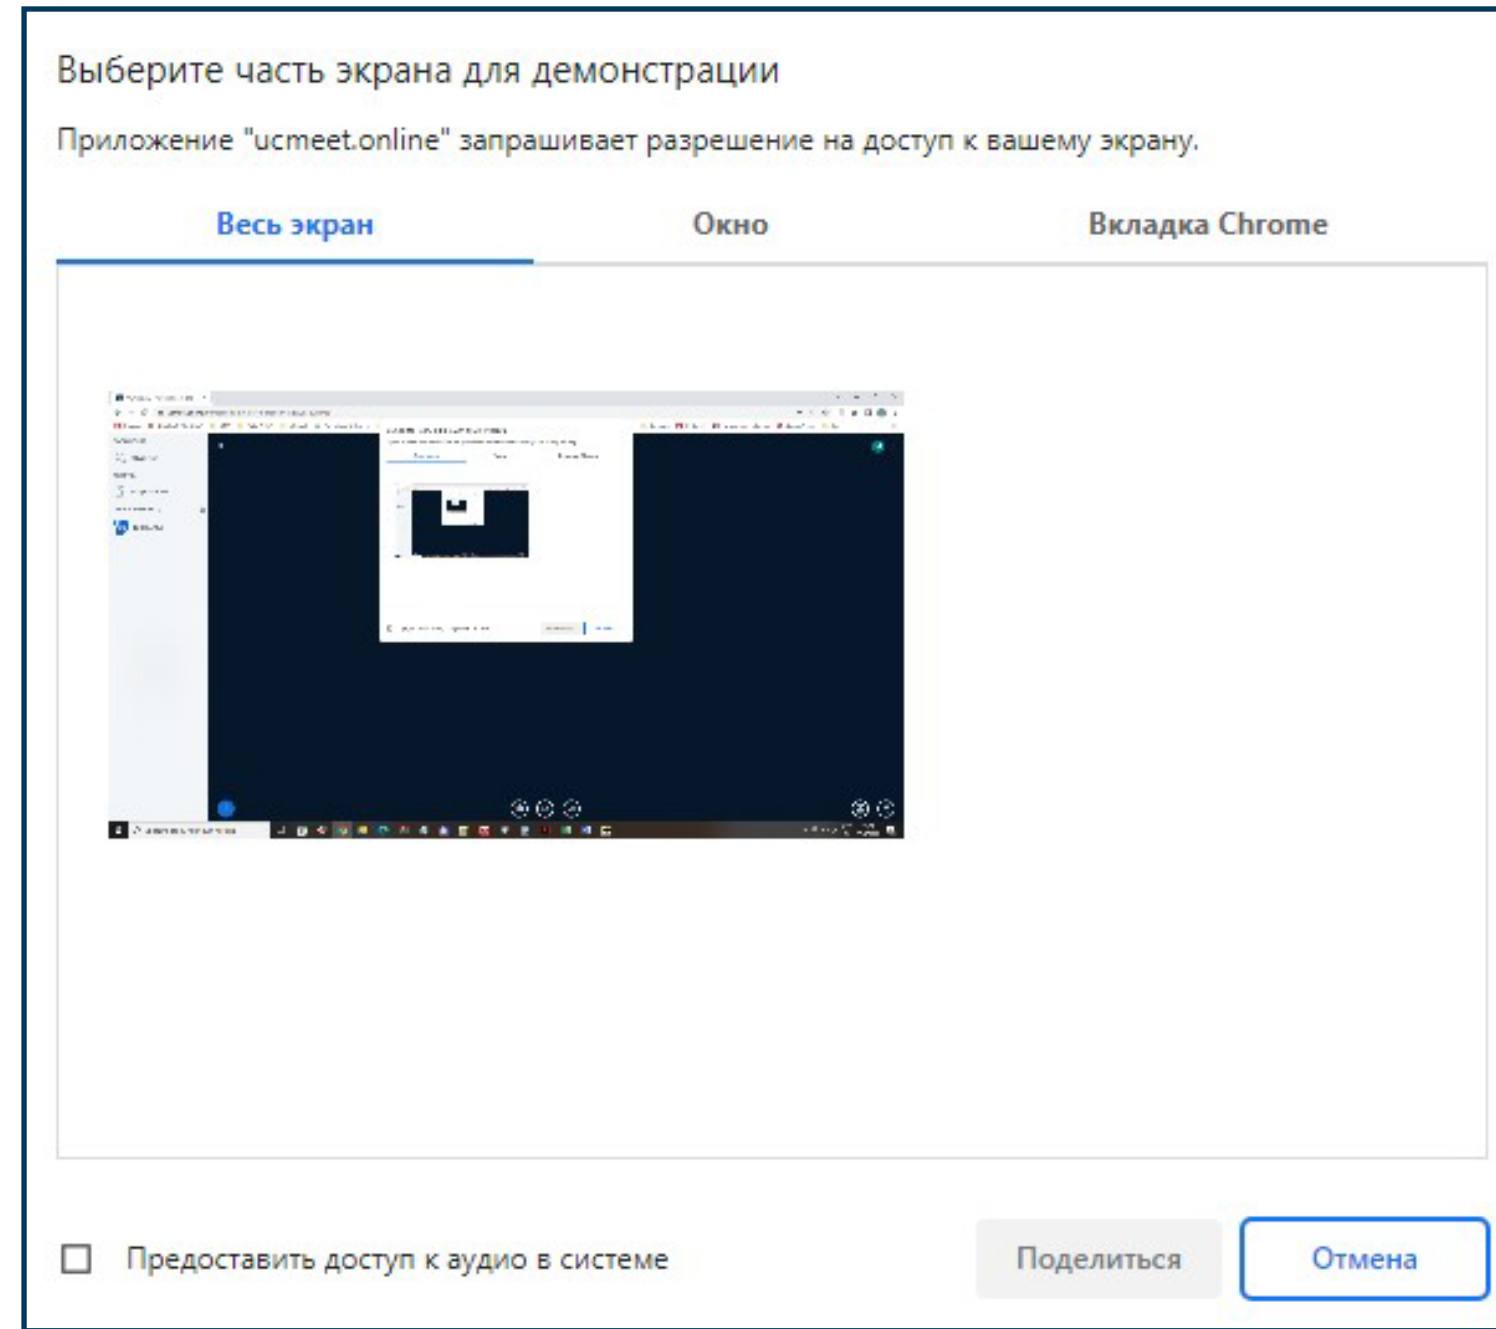 Выберите часть экрана для демонстрации
Приложение "ucmeet.online" запрашивает разрешение на доступ к вашему экрану.
Весь экран Окно Вкладка Chrome
Предоставить доступ к аудио в системе Поделиться Отмена